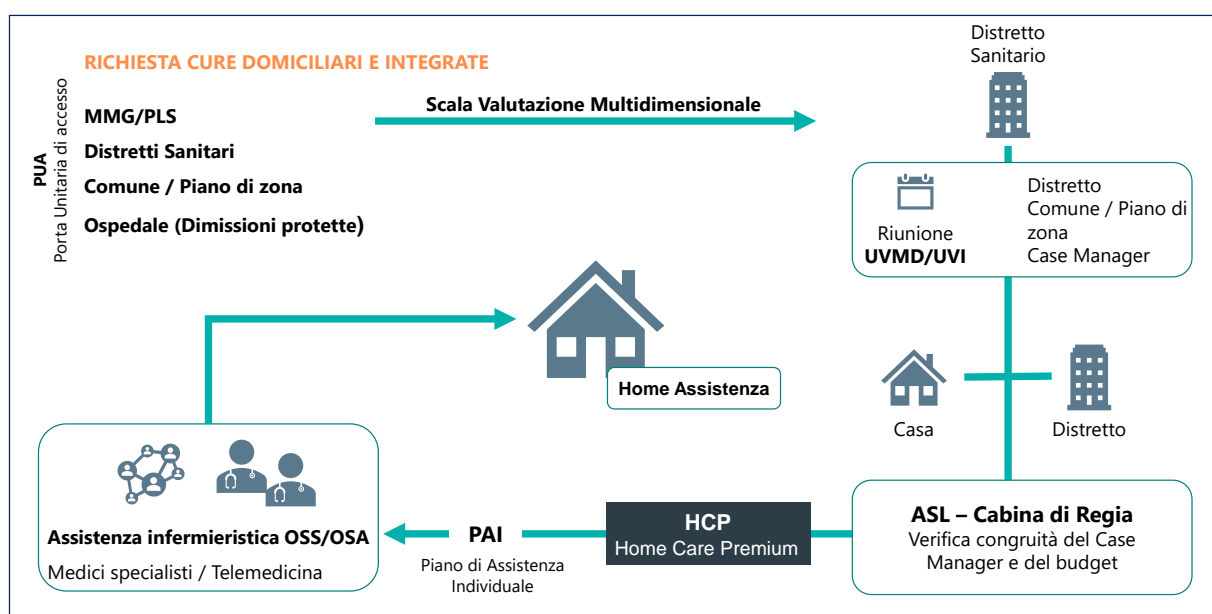 RICHIESTA CURE DOMICILIARI E INTEGRATE
PUA
Porta Unitaria di accesso
MMG/PLS
Distretti Sanitari
Comune / Piano di zona
Ospedale (Dimissioni protette)
Scala Valutazione Multidimensionale
Distretto
Sanitario
Riunione
UVMD/UVI
Distretto
Comune / Piano di
zona
Case Manager
Casa
Distretto
Home Assistenza
ASL – Cabina di Regia
Verifica congruità del Case
Manager e del budget
HCP
Home Care Premium
PAI
Piano di Assistenza
Individuale
Assistenza infermieristica OSS/OSA
Medici specialisti / Telemedicina